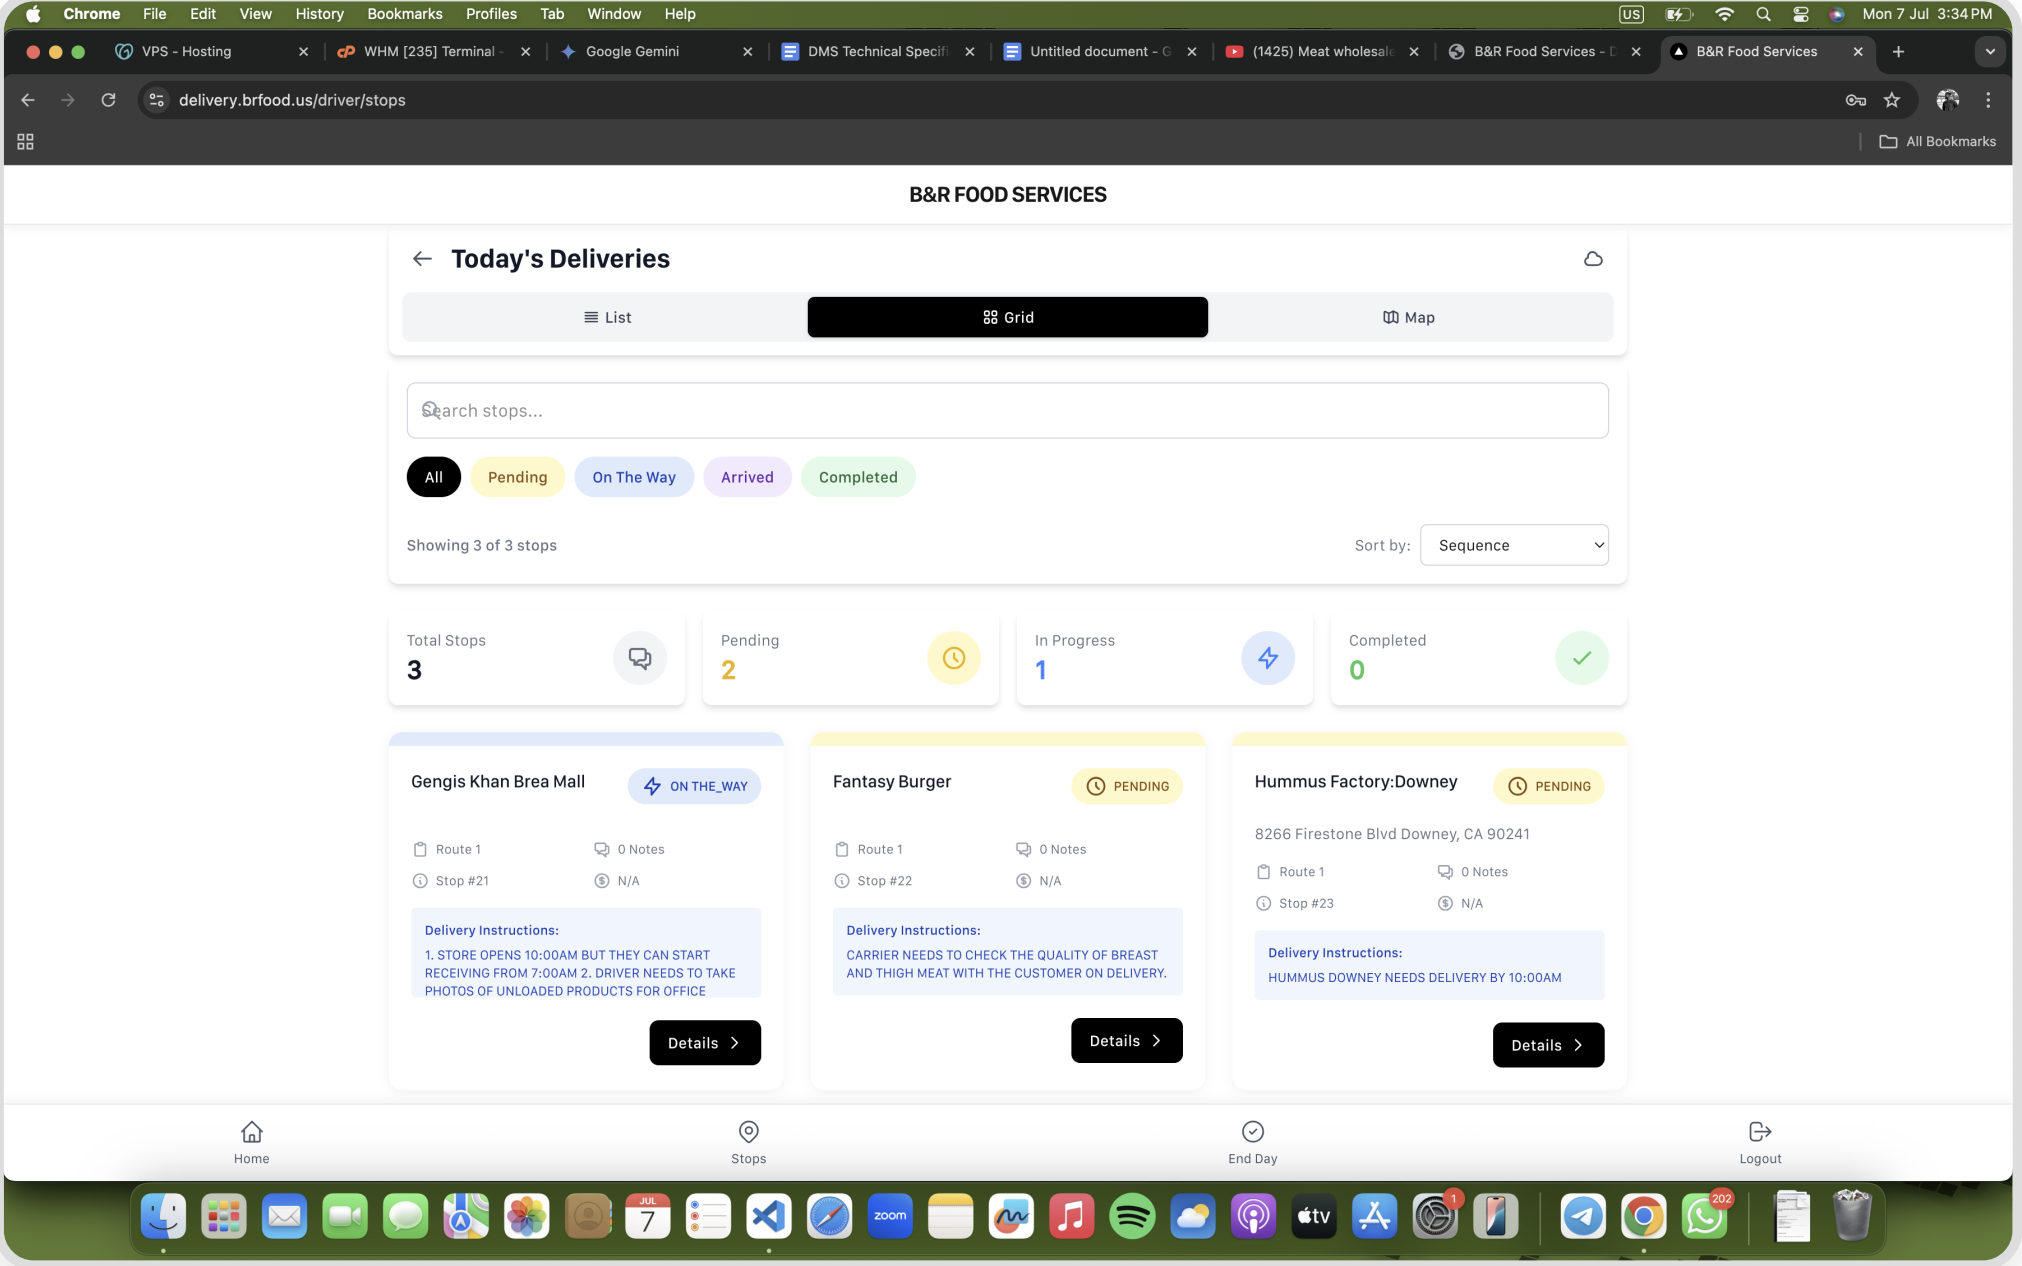 Chrome File Edit View History Bookmarks Profiles Tab Window Help US Mon 7 Jul 3:34 PM
VPS - Hosting WHM [235] Terminal - Google Gemini DMS Technical Specifi Untitled document - G (1425) Meat wholesale B&R Food Services - D B&R Food Services
delivery.brfood.us/driver/stops
All Bookmarks
B&R FOOD SERVICES
Today's Deliveries
List Grid Map
Search stops...
All Pending On The Way Arrived Completed
Showing 3 of 3 stops Sort by: Sequence
Total Stops
3
Pending
2
In Progress
1
Completed
0
Gengis Khan Brea Mall ON THE_WAY
Route 1 0 Notes
Stop #21 N/A
Delivery Instructions:
1. STORE OPENS 10:00AM BUT THEY CAN START
RECEIVING FROM 7:00AM 2. DRIVER NEEDS TO TAKE
PHOTOS OF UNLOADED PRODUCTS FOR OFFICE
Details
Fantasy Burger PENDING
Route 1 0 Notes
Stop #22 N/A
Delivery Instructions:
CARRIER NEEDS TO CHECK THE QUALITY OF BREAST
AND THIGH MEAT WITH THE CUSTOMER ON DELIVERY.
Details
Hummus Factory:Downey PENDING
8266 Firestone Blvd Downey, CA 90241
Route 1 0 Notes
Stop #23 N/A
Delivery Instructions:
HUMMUS DOWNEY NEEDS DELIVERY BY 10:00AM
Details
Home Stops End Day Logout
JUL
7
zoom
tv
1
202